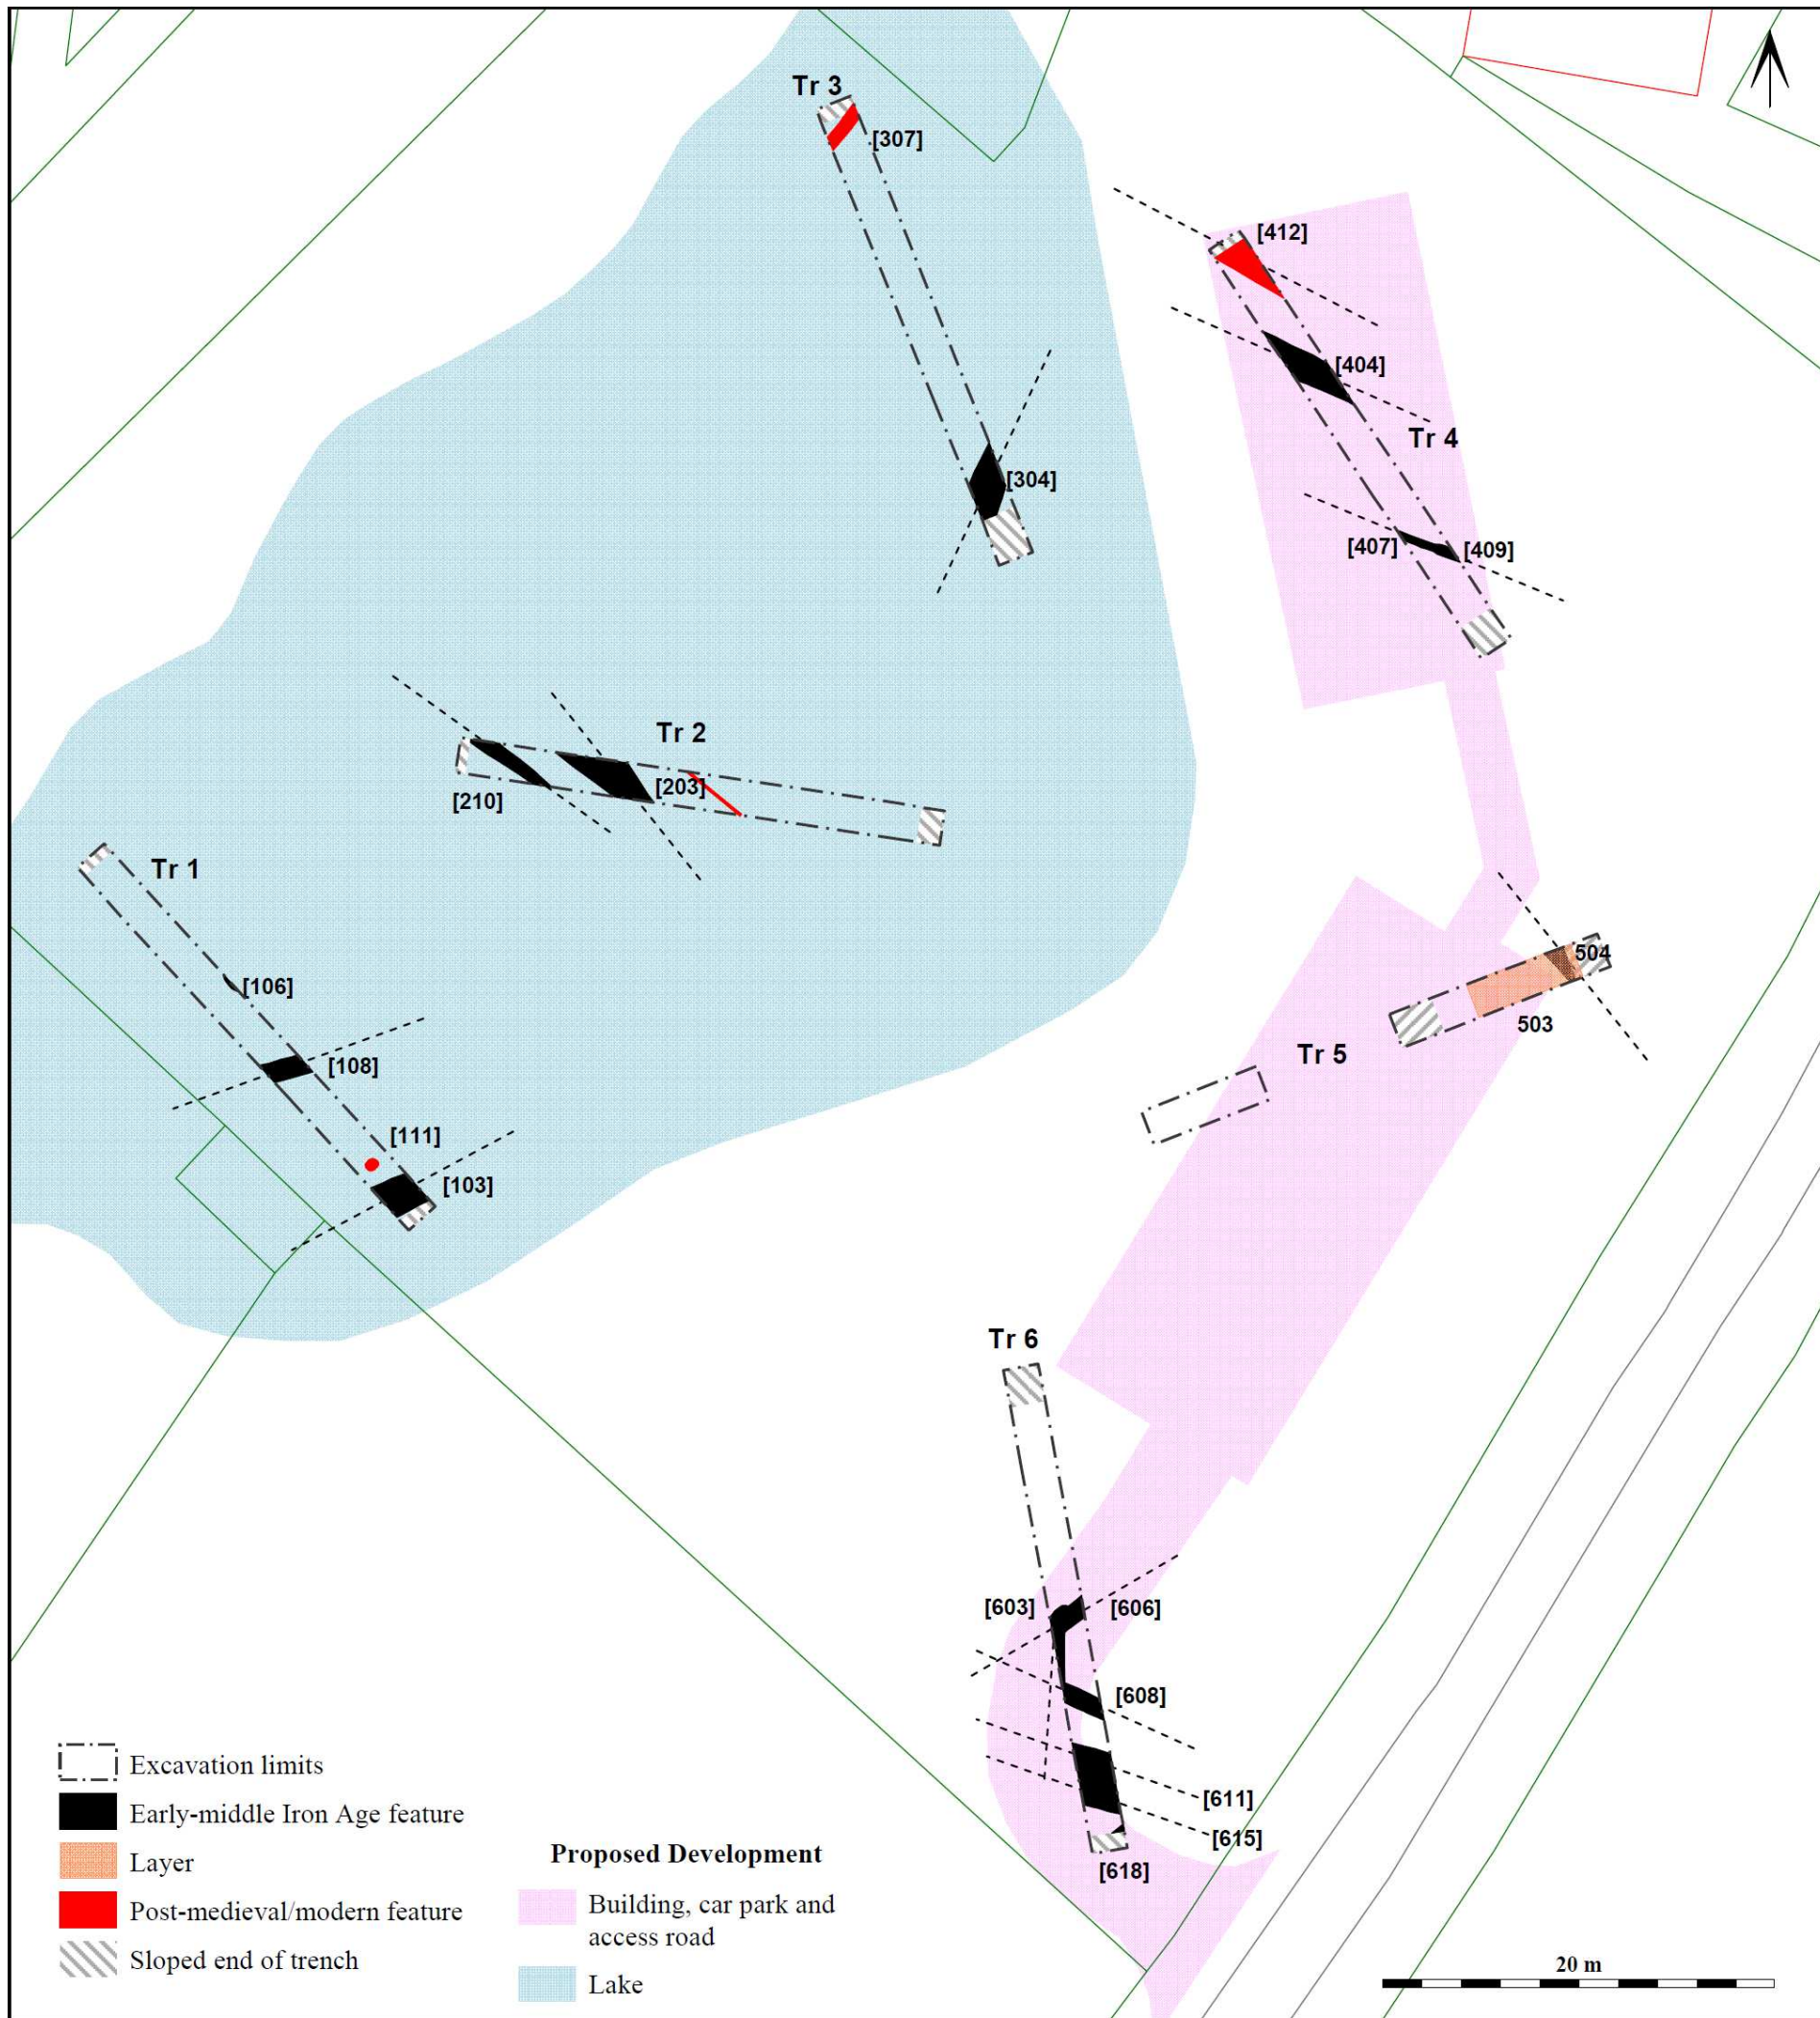 Tr 3
[307]
[412]
[404]
Tr 4
[304]
[407]
[409]
Tr 2
[203]
[210]
Tr 1
[106]
[108]
[111]
[103]
504
503
Tr 5
Tr 6
[603]
[606]
[608]
[611]
[615]
[618]
Excavation limits
Early-middle Iron Age feature
Layer
Post-medieval/modern feature
Sloped end of trench
Proposed Development
Building, car park and
access road
Lake
20 m